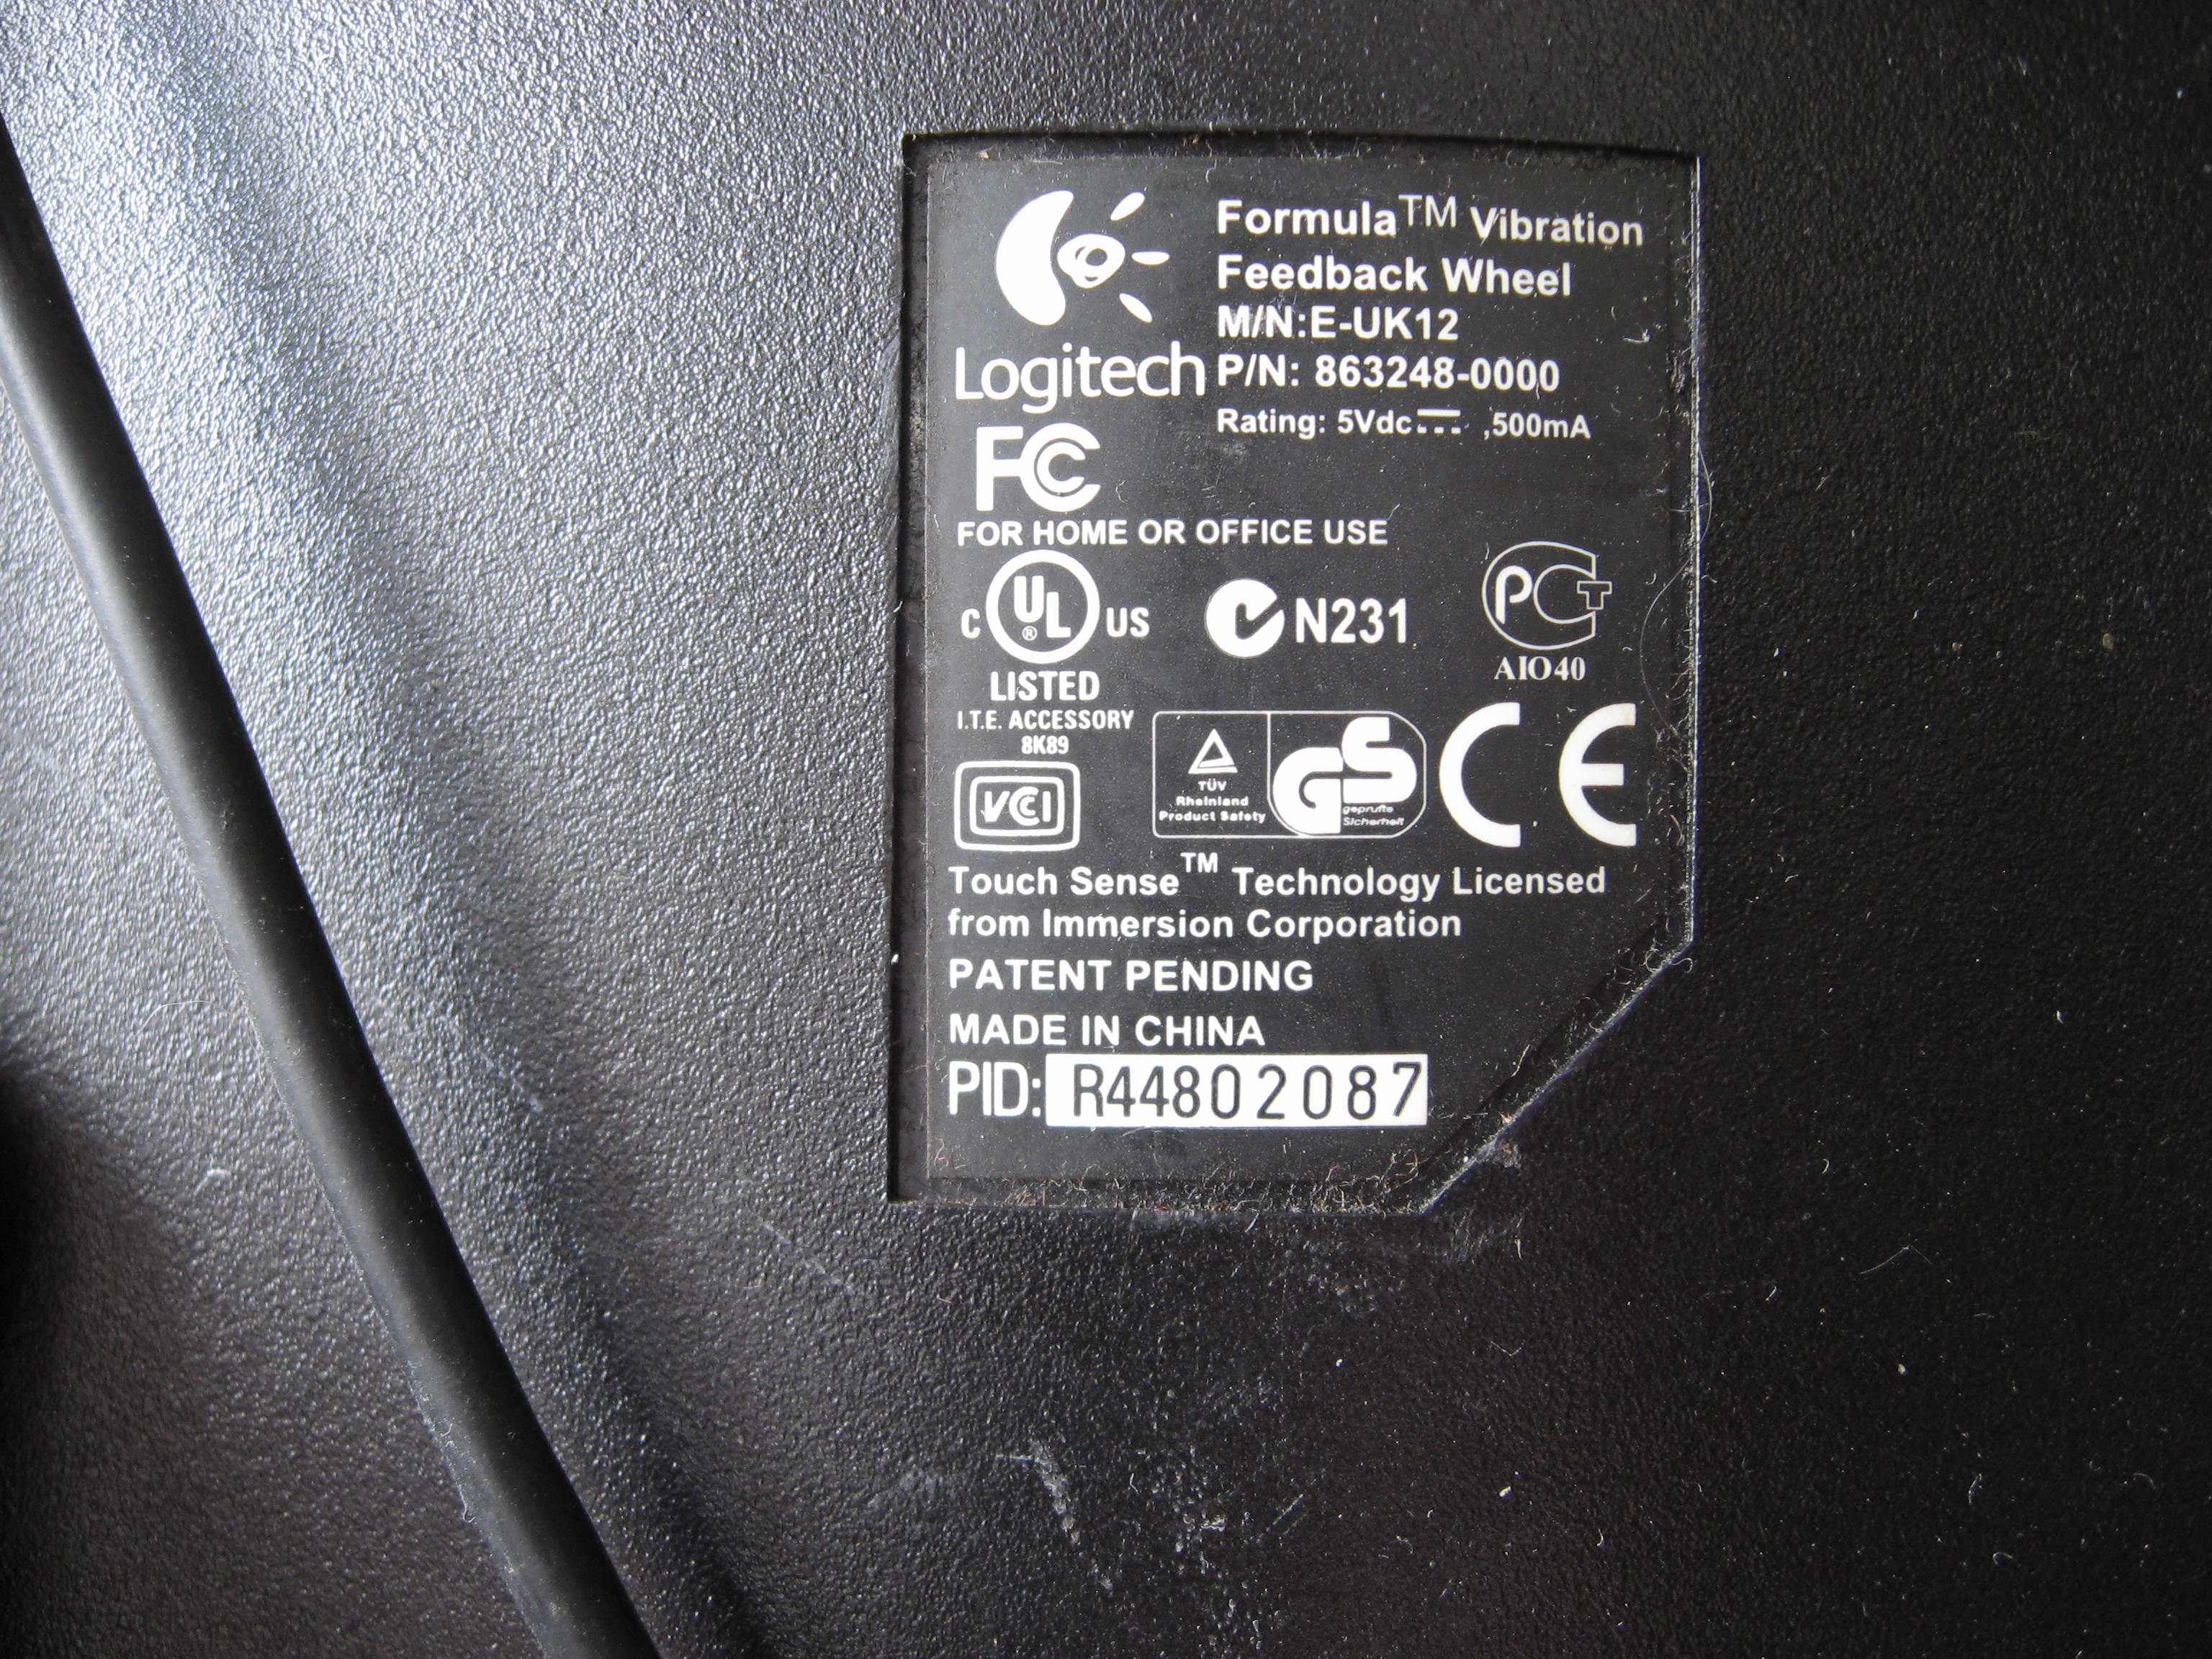 Formula™ Vibration
Feedback Wheel
M/N:E-UK12
Logitech
P/N: 863248-0000
Rating: 5Vdc⎓ ,500mA
FC
FOR HOME OR OFFICE USE
C UL® US
LISTED
I.T.E. ACCESSORY
8K89
N231
PCT
AIO40
VCCI
TÜV
Rheinland
Product Safety
GS
geprufte
Sicherheit
CE
Touch Sense™ Technology Licensed
from Immersion Corporation
PATENT PENDING
MADE IN CHINA
PID: R44802087